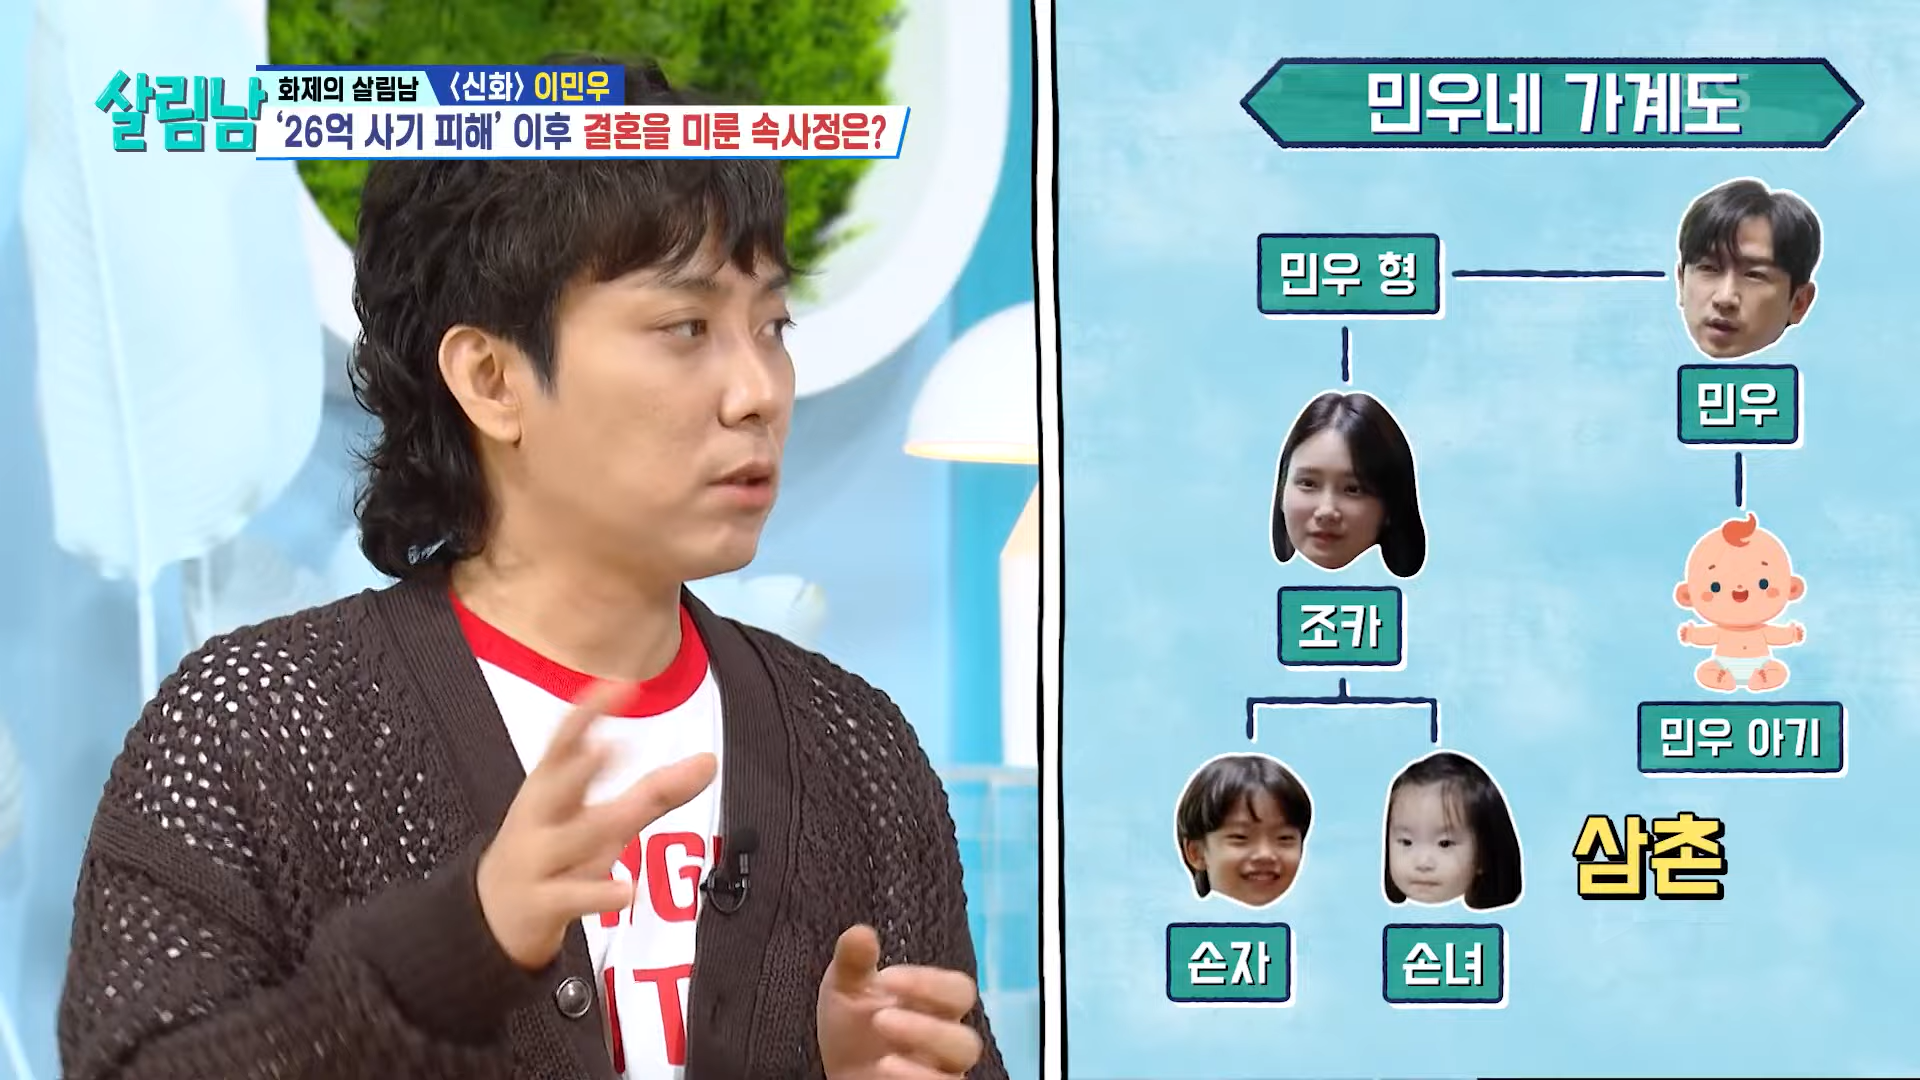 살림남
화제의 살림남 〈신화〉 이민우
‘26억 사기 피해’ 이후 결혼을 미룬 속사정은?
민우네 가계도
민우 형
민우
조카
민우 아기
삼촌
손자
손녀